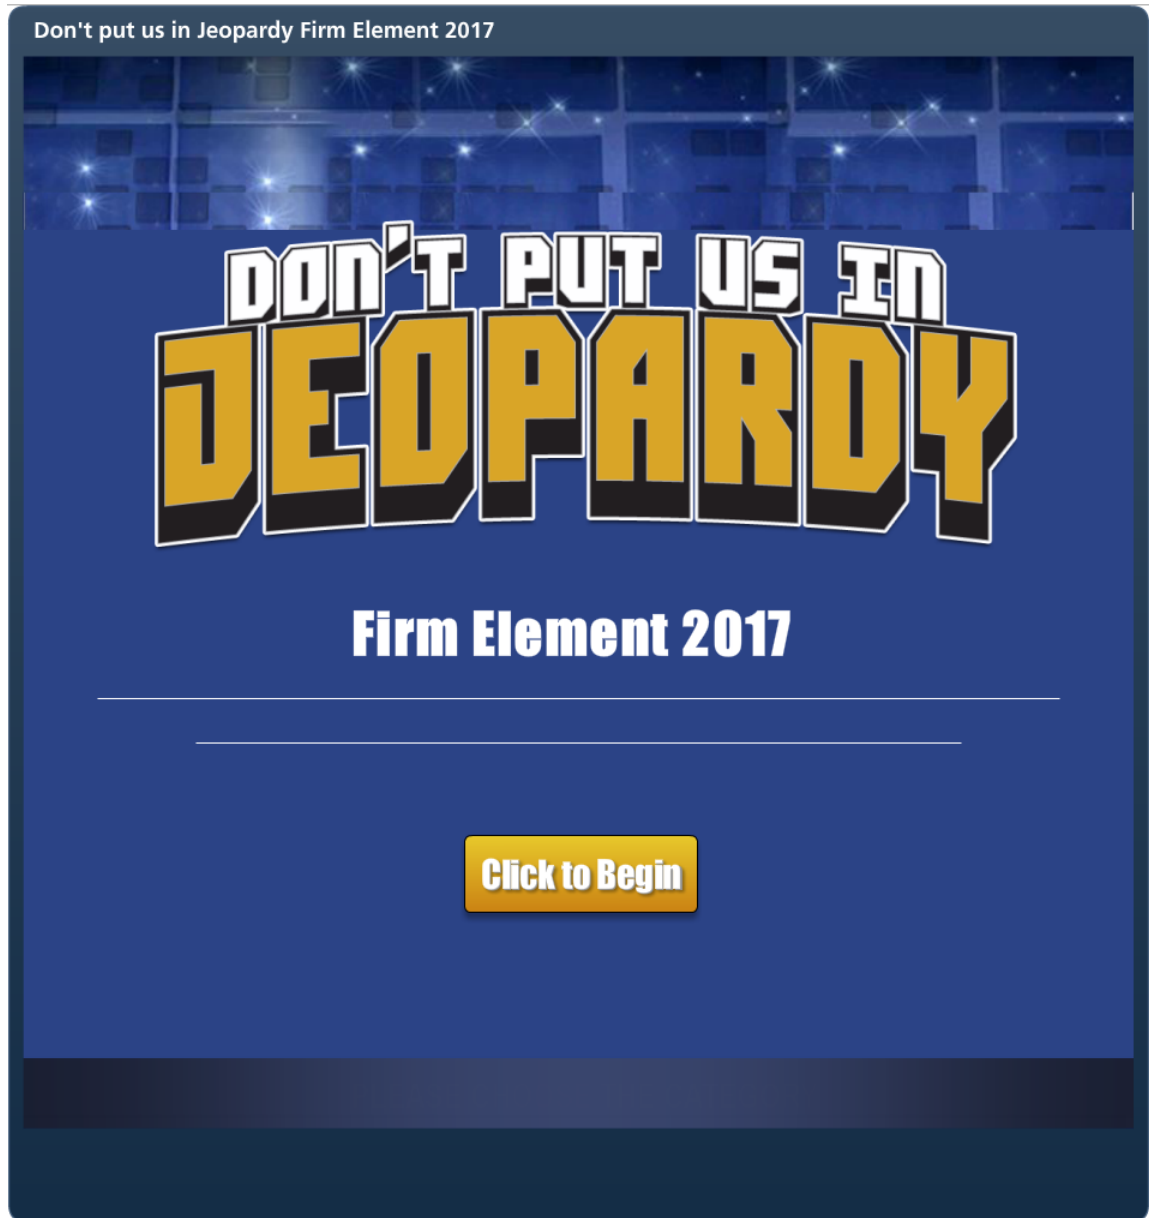 Don't put us in Jeopardy Firm Element 2017
DON'T PUT US IN
JEOPARDY
Firm Element 2017
Click to Begin